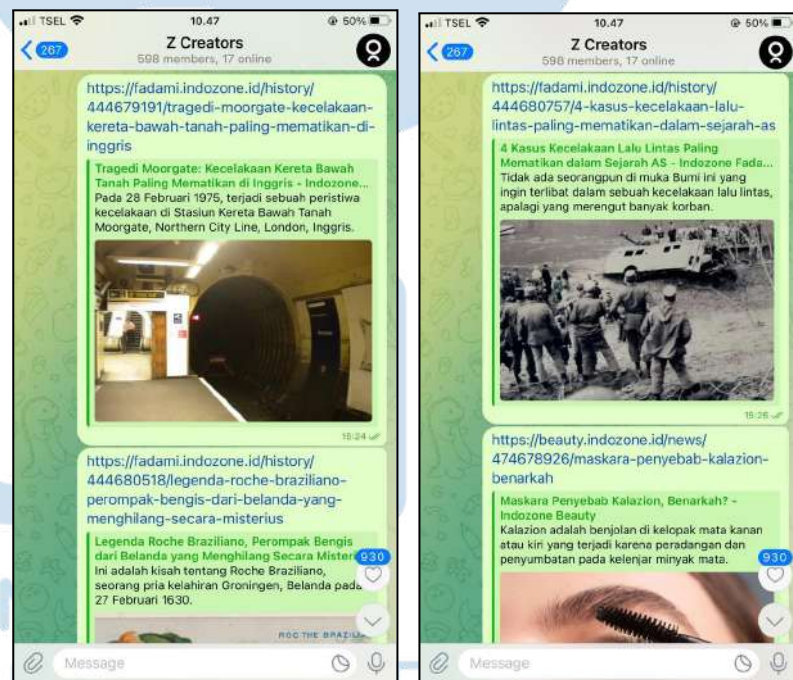 TSEL
10.47
50%
267
Z Creators
598 members, 17 online
https://fadami.indozone.id/history/
444679191/tragedi-moorgate-kecelakaan-
kereta-bawah-tanah-paling-mematikan-di-
inggris
Tragedi Moorgate: Kecelakaan Kereta Bawah
Tanah Paling Mematikan di Inggris - Indozone...
Pada 28 Februari 1975, terjadi sebuah peristiwa
kecelakaan di Stasiun Kereta Bawah Tanah
Moorgate, Northern City Line, London, Inggris.
15:24
https://fadami.indozone.id/history/
444680518/legenda-roche-braziliano-
perompak-bengis-dari-belanda-yang-
menghilang-secara-misterius
Legenda Roche Braziliano, Perompak Bengis
dari Belanda yang Menghilang Secara Misteri
Ini adalah kisah tentang Roche Braziliano,
seorang pria kelahiran Groningen, Belanda pada
27 Februari 1630.
930
ROC THE BRAZIL
Message
TSEL
10.47
50%
267
Z Creators
598 members, 17 online
https://fadami.indozone.id/history/
444680757/4-kasus-kecelakaan-lalu-
lintas-paling-mematikan-dalam-sejarah-as
4 Kasus Kecelakaan Lalu Lintas Paling
Mematikan dalam Sejarah AS - Indozone Fada...
Tidak ada seorangpun di muka Bumi ini yang
ingin terlibat dalam sebuah kecelakaan lalu lintas,
apalagi yang merengut banyak korban.
15:26
https://beauty.indozone.id/news/
474678926/maskara-penyebab-kalazion-
benarkah
Maskara Penyebab Kalazion, Benarkah? -
Indozone Beauty
Kalazion adalah benjolan di kelopak mata kanan
atau kiri yang terjadi karena peradangan dan
penyumbatan pada kelenjar minyak mata.
930
Message